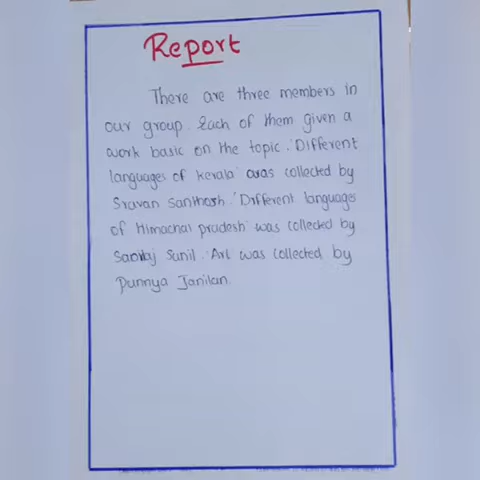 Report
There are three members in
our group. Each of them given a
work basic on the topic. 'Different
languages of kerala' was collected by
Sravan Santhosh. 'Different languages
of Himachal pradesh' was collected by
Sunil. 'Art was collected by
Punnya Janilan.